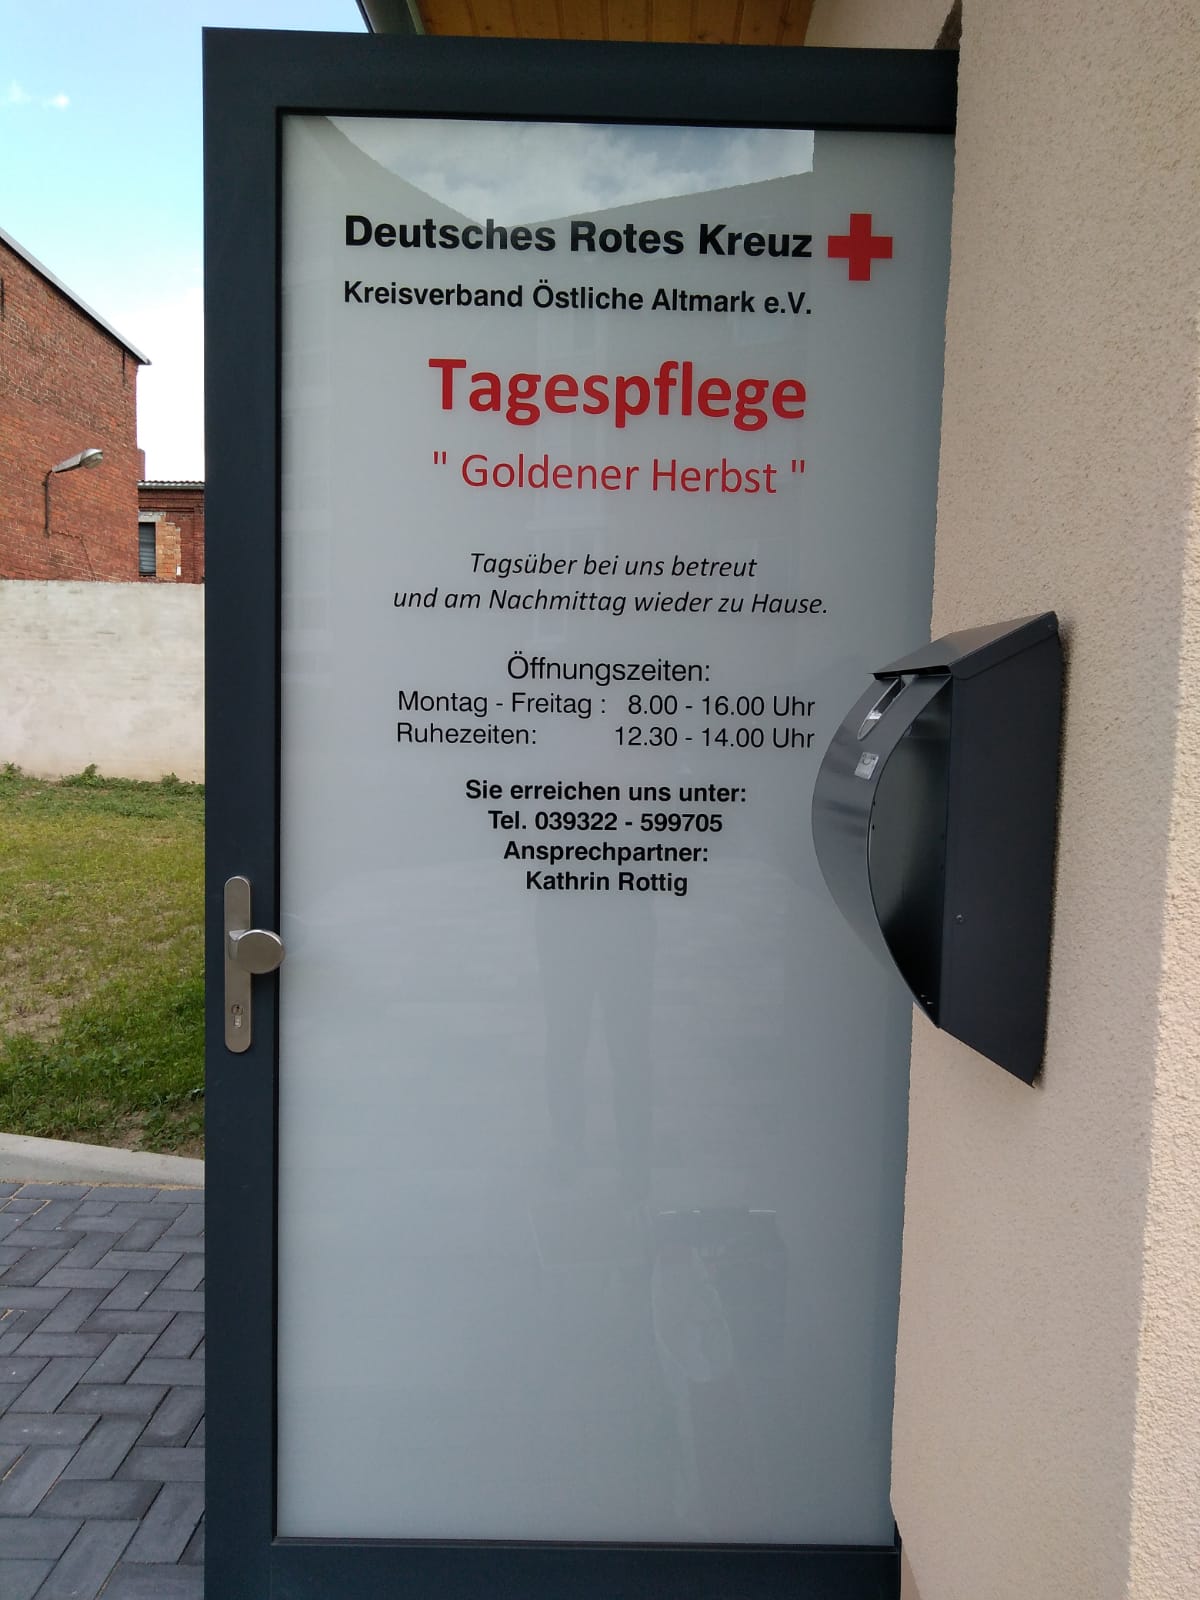 Deutsches Rotes Kreuz
Kreisverband Östliche Altmark e.V.
Tagespflege
" Goldener Herbst "
Tagsüber bei uns betreut
und am Nachmittag wieder zu Hause.
Öffnungszeiten:
Montag - Freitag : 8.00 - 16.00 Uhr
Ruhezeiten: 12.30 - 14.00 Uhr
Sie erreichen uns unter:
Tel. 039322 - 599705
Ansprechpartner:
Kathrin Rottig